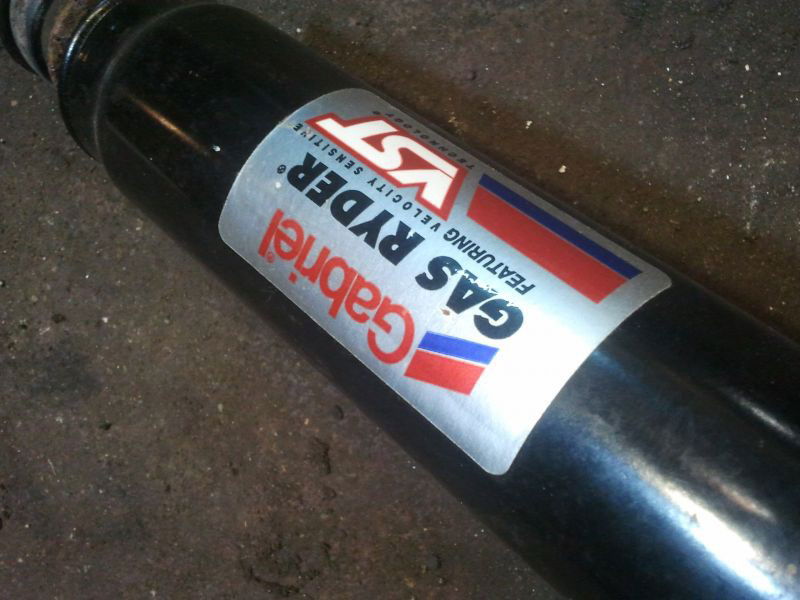 Gabriel®
GAS RYDER®
FEATURING VELOCITY SENSITIVE
VST TECHNOLOGY®